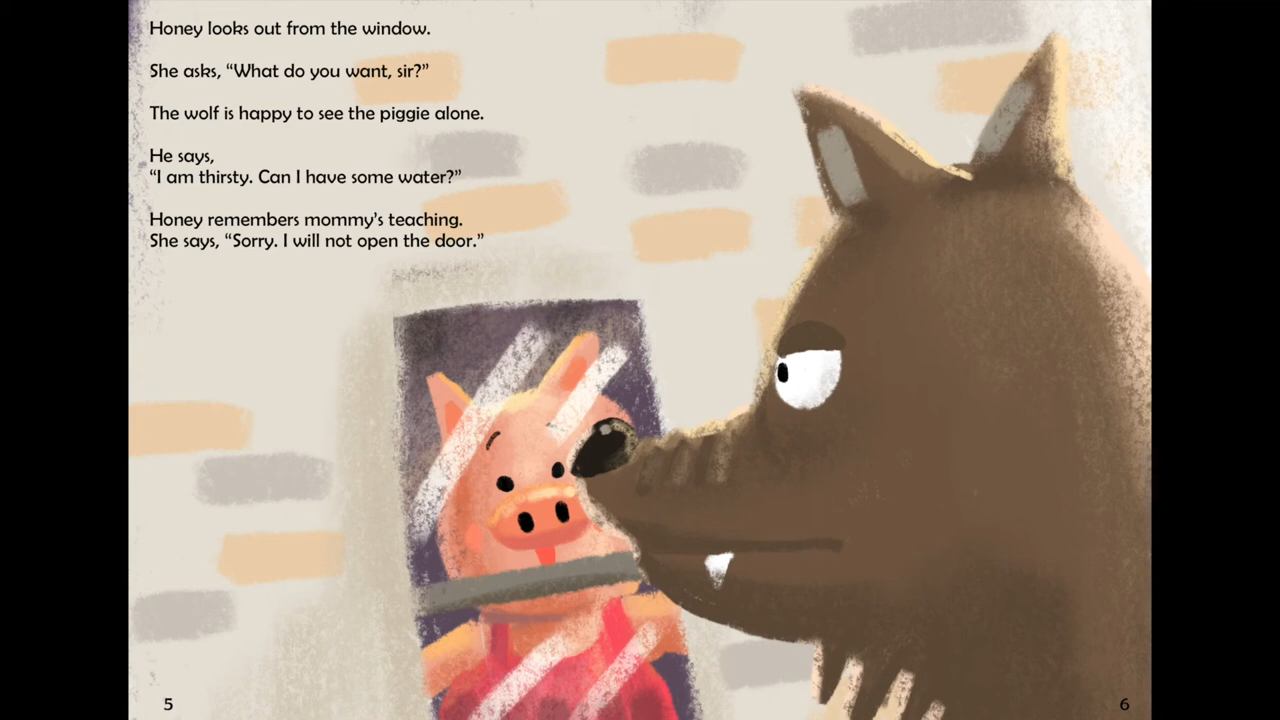 Honey looks out from the window.
She asks, “What do you want, sir?”
The wolf is happy to see the piggie alone.
He says,
“I am thirsty. Can I have some water?”
Honey remembers mommy’s teaching.
She says, “Sorry. I will not open the door.”
5
6